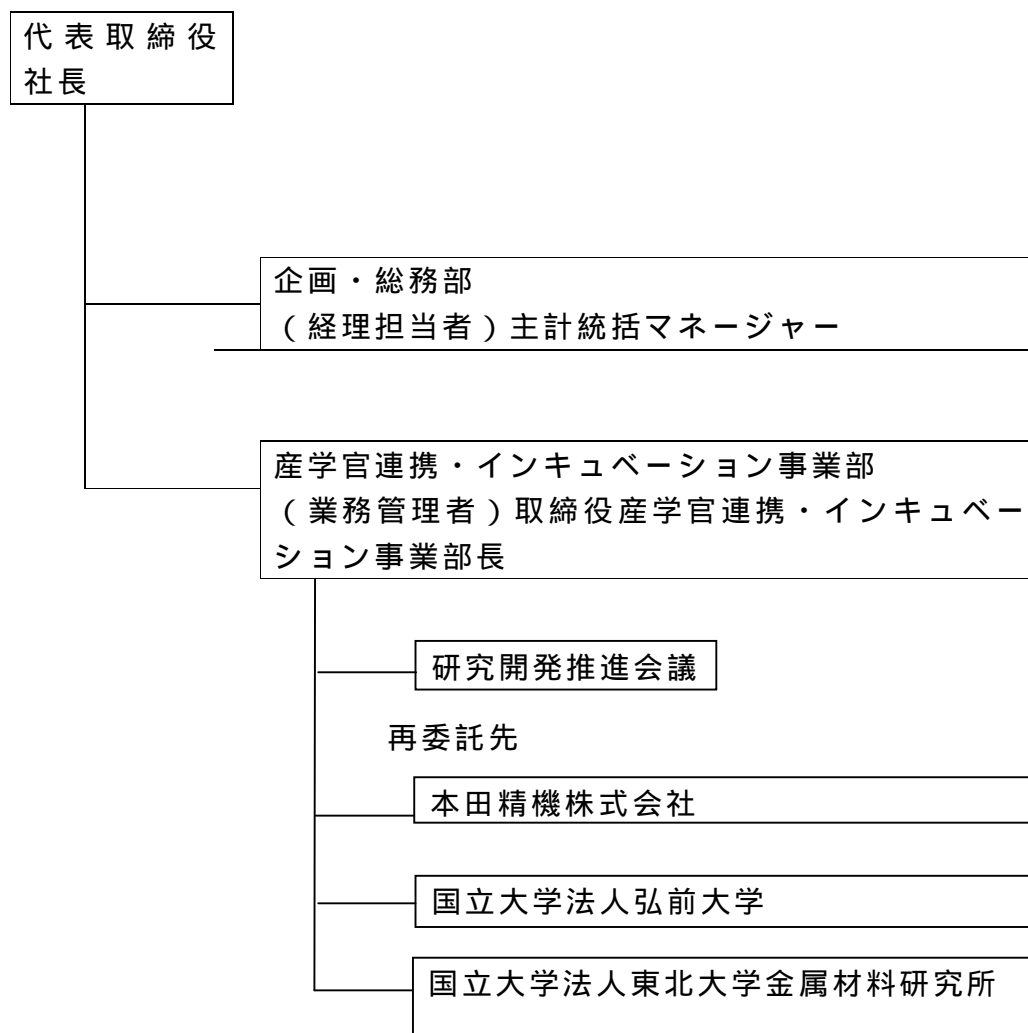 代表取締役
社長
企画・総務部
（経理担当者）主計統括マネージャー
産学官連携・インキュベーション事業部
（業務管理者）取締役産学官連携・インキュベー
ション事業部長
研究開発推進会議
再委託先
本田精機株式会社
国立大学法人弘前大学
国立大学法人東北大学金属材料研究所